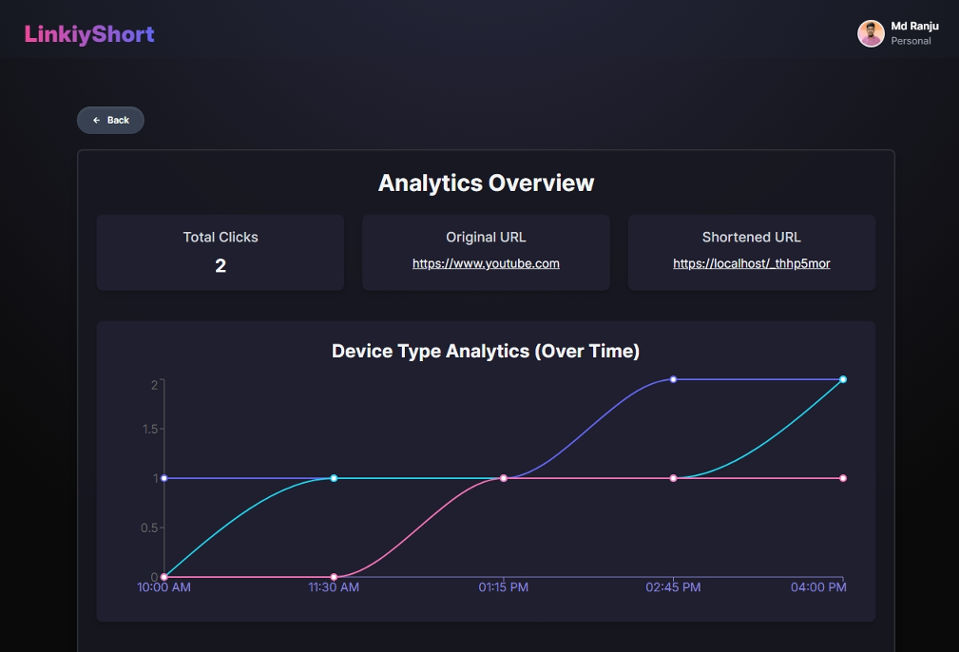 LinkiyShort
Md Ranju
Personal
← Back
Analytics Overview
Total Clicks
2
Original URL
https://www.youtube.com
Shortened URL
https://localhost/_thhp5mor
Device Type Analytics (Over Time)
2
1.5
1
0.5
0
10:00 AM 11:30 AM 01:15 PM 02:45 PM 04:00 PM